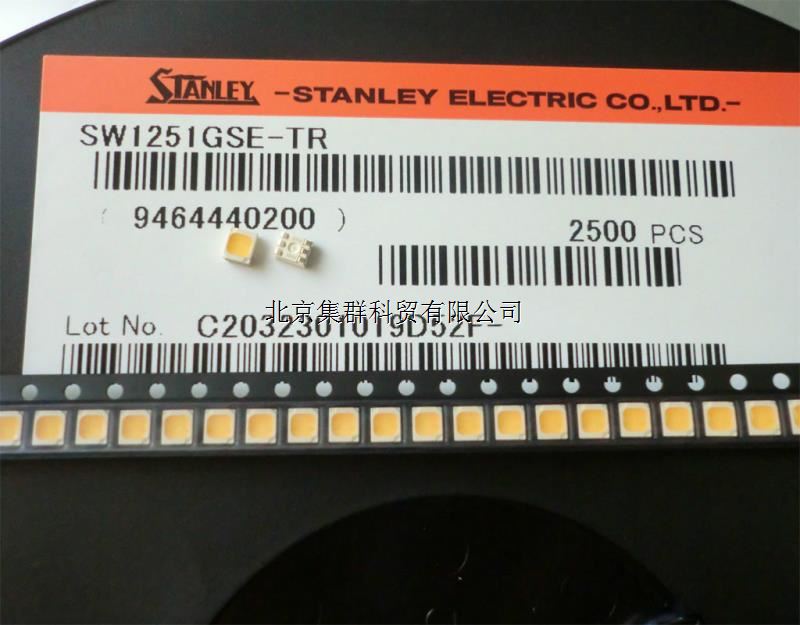 STANLEY -STANLEY ELECTRIC CO.,LTD.-
SW1251GSE-TR
( 9464440200 )
2500 PCS
北京集群科贸有限公司
Lot No. C2032301019D52F-